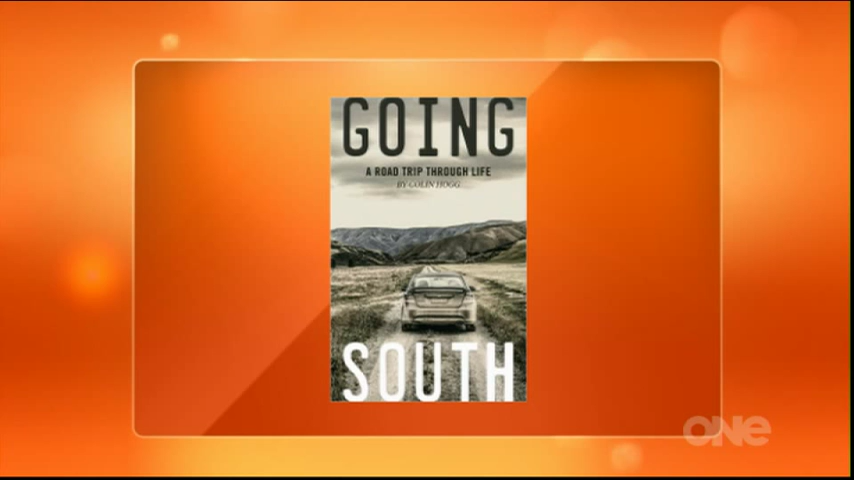 GOING
A ROAD TRIP THROUGH LIFE
BY COLIN HOGG
SOUTH
one